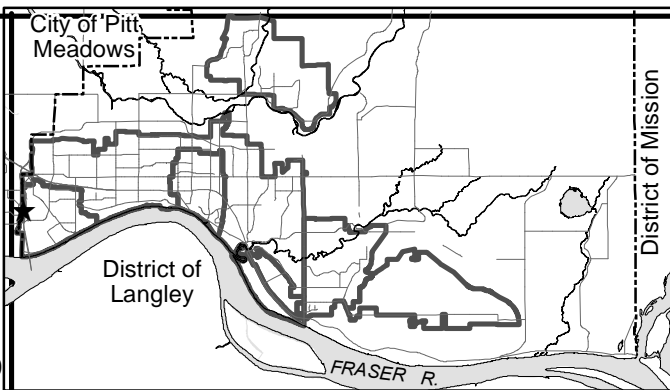 City of Pitt
Meadows
District of Mission
District of
Langley
FRASER R.